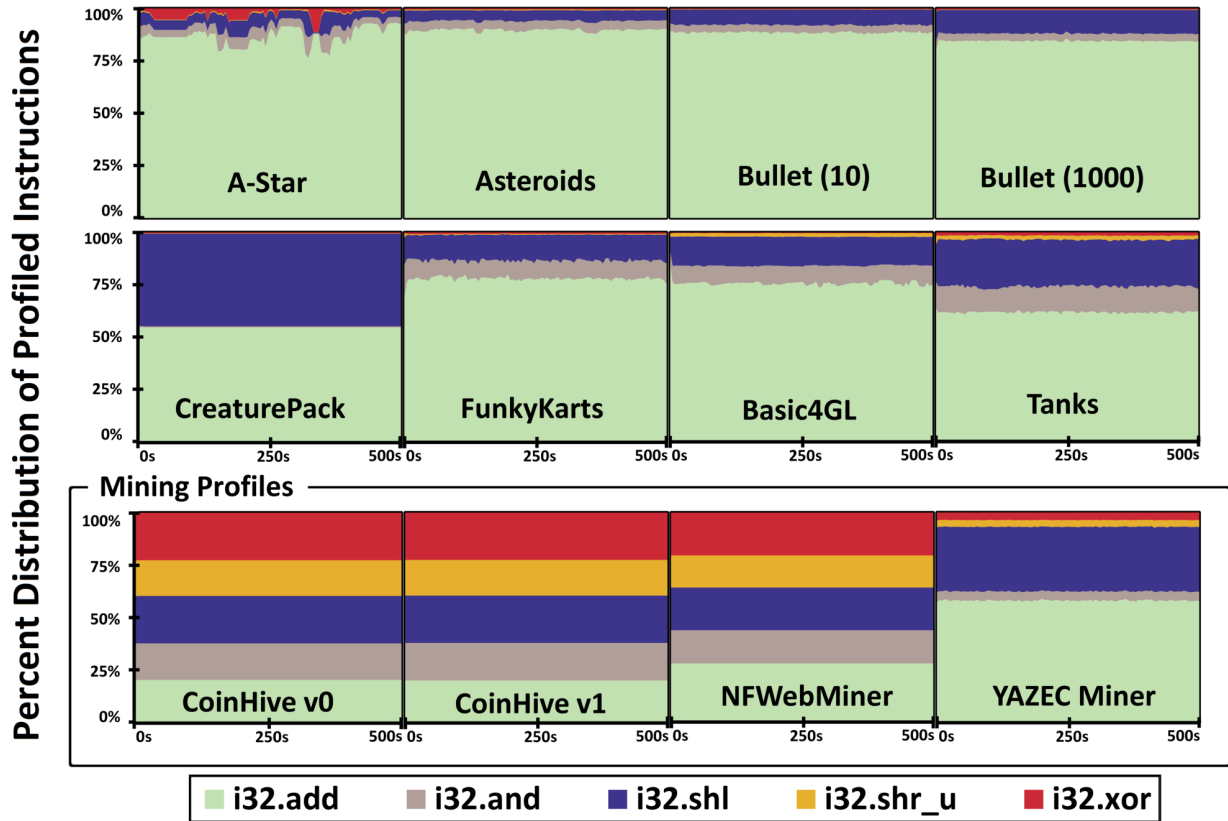 Percent Distribution of Profiled Instructions
100%
75%
50%
25%
0%
A-Star
Asteroids
Bullet (10)
Bullet (1000)
100%
75%
50%
25%
0%
CreaturePack
FunkyKarts
Basic4GL
Tanks
0s 250s 500s 0s 250s 500s 0s 250s 500s 0s 250s 500s
Mining Profiles
100%
75%
50%
25%
0%
CoinHive v0
CoinHive v1
NFWebMiner
YAZEC Miner
0s 250s 500s 0s 250s 500s 0s 250s 500s 0s 250s 500s
i32.add i32.and i32.shl i32.shr_u i32.xor